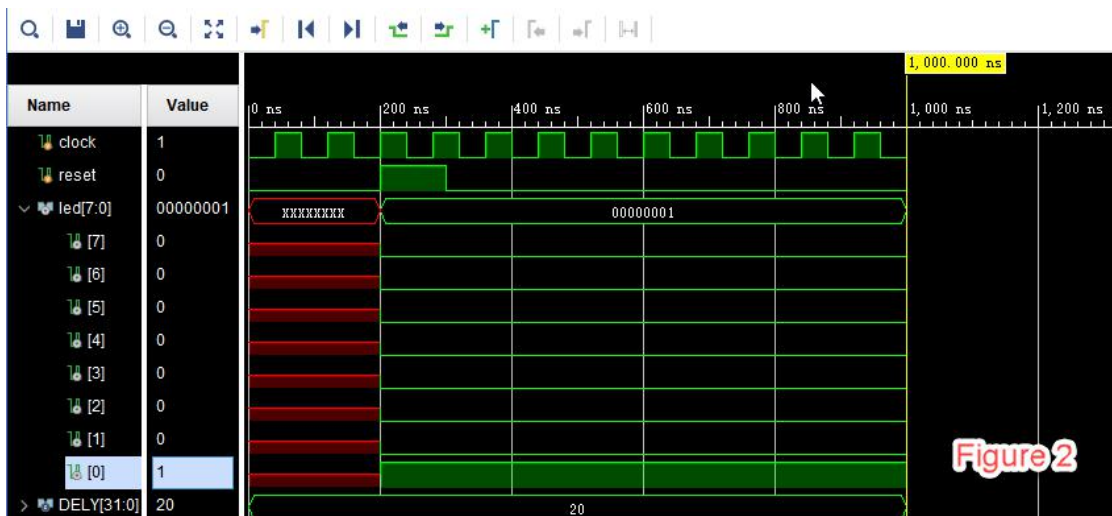 1,000.000 ns
Name Value 0 ns 200 ns 400 ns 600 ns 800 ns 1,000 ns 1,200 ns
clock 1
reset 0
led[7:0] 00000001 XXXXXXXX 00000001
[7] 0
[6] 0
[5] 0
[4] 0
[3] 0
[2] 0
[1] 0
[0] 1
Figure 2
DELY[31:0] 20 20